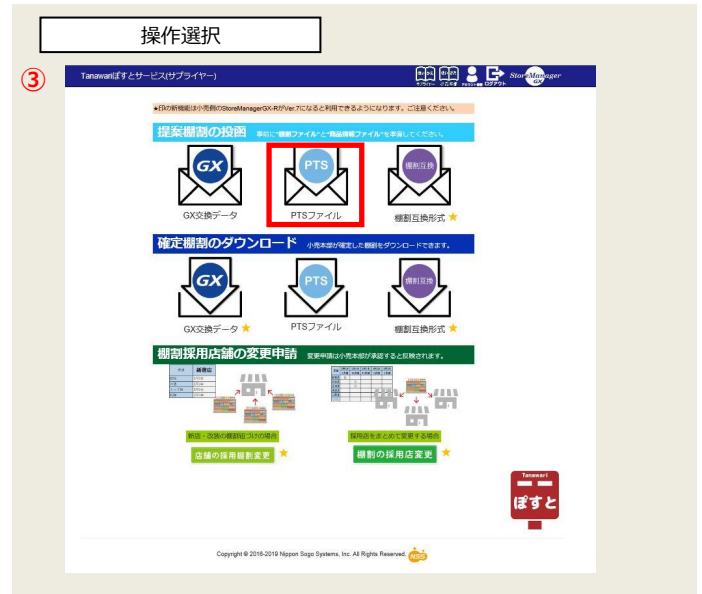 操作選択
③
Tanawariぽすとサービス(サプライヤー)
ログアウト
StoreManager
GX
★印の新機能は小売側のStoreManagerGX-RがVer.7になると利用できるようになります。ご注意ください。
提案棚割の投函 事前に"棚割ファイル"と"商品情報ファイル"を準備してください。
GX PTS 棚割互換
GX交換データ PTSファイル 棚割互換形式 ★
確定棚割のダウンロード 小売本部が確定した棚割をダウンロードできます。
GX PTS 棚割互換
GX交換データ ★ PTSファイル 棚割互換形式 ★
棚割採用店舗の変更申請 変更申請は小売本部が承認すると反映されます。
新宿店
新店・改装の棚割紐づけの場合 採用店をまとめて変更する場合
店舗の採用棚割変更 ★ 棚割の採用店変更 ★
Tanawari
ぽすと
Copyright © 2016-2019 Nippon Sogo Systems, Inc. All Rights Reserved. NSS